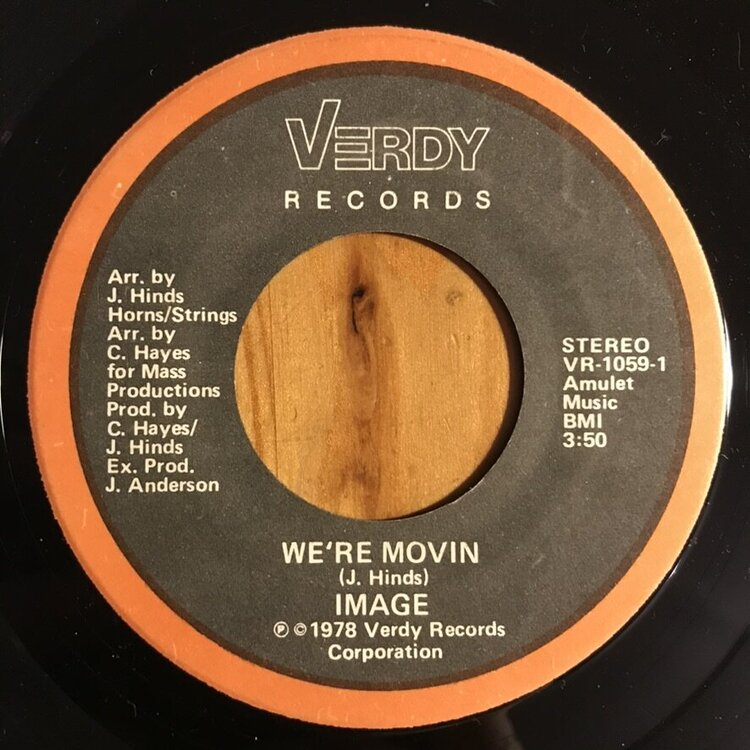 VERDY
RECORDS
Arr. by
J. Hinds
Horns/Strings
Arr. by
C. Hayes
for Mass
Productions
Prod. by
C. Hayes/
J. Hinds
Ex. Prod.
J. Anderson
STEREO
VR-1059-1
Amulet
Music
BMI
3:50
WE'RE MOVIN
(J. Hinds)
IMAGE
℗ © 1978 Verdy Records
Corporation